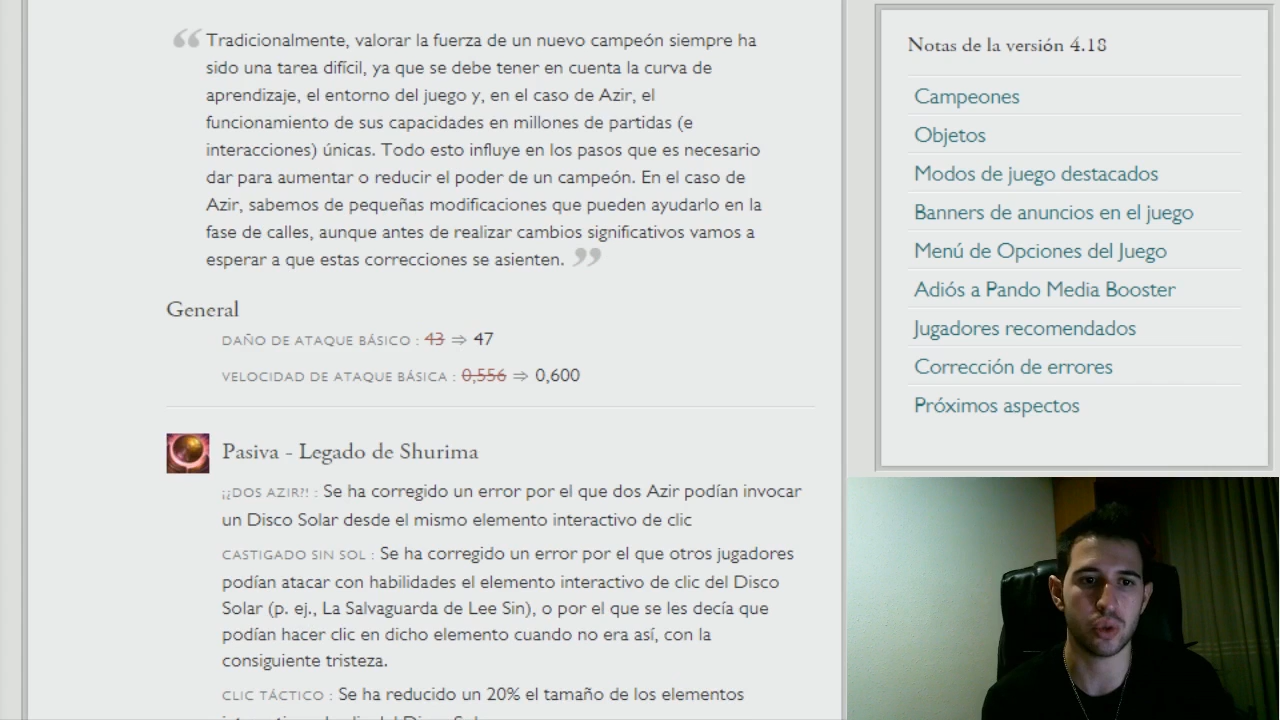 “ Tradicionalmente, valorar la fuerza de un nuevo campeón siempre ha
sido una tarea difícil, ya que se debe tener en cuenta la curva de
aprendizaje, el entorno del juego y, en el caso de Azir, el
funcionamiento de sus capacidades en millones de partidas (e
interacciones) únicas. Todo esto influye en los pasos que es necesario
dar para aumentar o reducir el poder de un campeón. En el caso de
Azir, sabemos de pequeñas modificaciones que pueden ayudarlo en la
fase de calles, aunque antes de realizar cambios significativos vamos a
esperar a que estas correcciones se asienten. ”
General
DAÑO DE ATAQUE BÁSICO : 43 ⇒ 47
VELOCIDAD DE ATAQUE BÁSICA : 0,556 ⇒ 0,600
Pasiva - Legado de Shurima
¡¿DOS AZIR?! : Se ha corregido un error por el que dos Azir podían invocar
un Disco Solar desde el mismo elemento interactivo de clic
CASTIGADO SIN SOL : Se ha corregido un error por el que otros jugadores
podían atacar con habilidades el elemento interactivo de clic del Disco
Solar (p. ej., La Salvaguarda de Lee Sin), o por el que se les decía que
podían hacer clic en dicho elemento cuando no era así, con la
consiguiente tristeza.
CLIC TÁCTICO : Se ha reducido un 20% el tamaño de los elementos
interactivos de clic del Disco Solar
Notas de la versión 4.18
Campeones
Objetos
Modos de juego destacados
Banners de anuncios en el juego
Menú de Opciones del Juego
Adiós a Pando Media Booster
Jugadores recomendados
Corrección de errores
Próximos aspectos